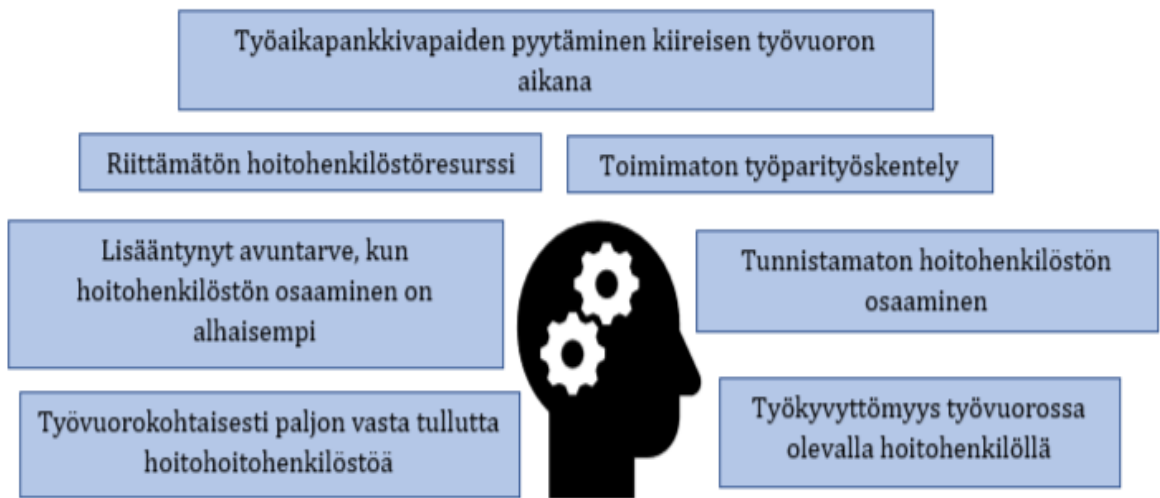 Työaikapankkivapaiden pyytäminen kiireisen työvuoron
aikana
Riittämätön hoitohenkilöstöresurssi
Toimimaton työparityöskentely
Lisääntynyt avuntarve, kun
hoitohenkilöstön osaaminen on
alhaisempi
Tunnistamaton hoitohenkilöstön
osaaminen
Työvuorokohtaisesti paljon vasta tullutta
hoitohoitohenkilöstöä
Työkyvyttömyys työvuorossa
olevalla hoitohenkilöllä